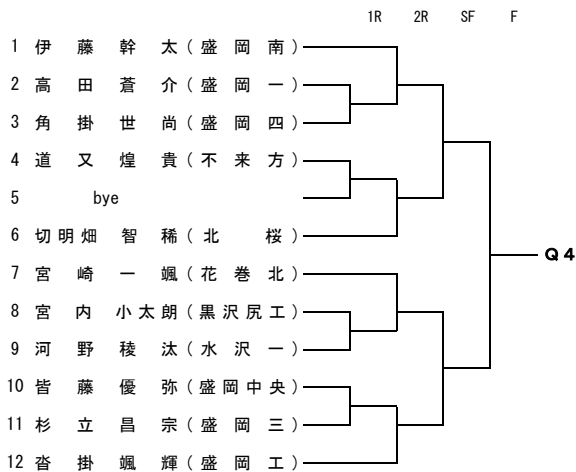 1R 2R SF F
1 伊藤幹太(盛岡南)
2 高田蒼介(盛岡一)
3 角掛世尚(盛岡四)
4 道又煌貴(不来方)
5 bye
6 切明畑智稀(北桜)
Q4
7 宮崎一颯(花巻北)
8 宮内小太朗(黒沢尻工)
9 河野稜汰(水沢一)
10 皆藤優弥(盛岡中央)
11 杉立昌宗(盛岡三)
12 沓掛颯輝(盛岡工)